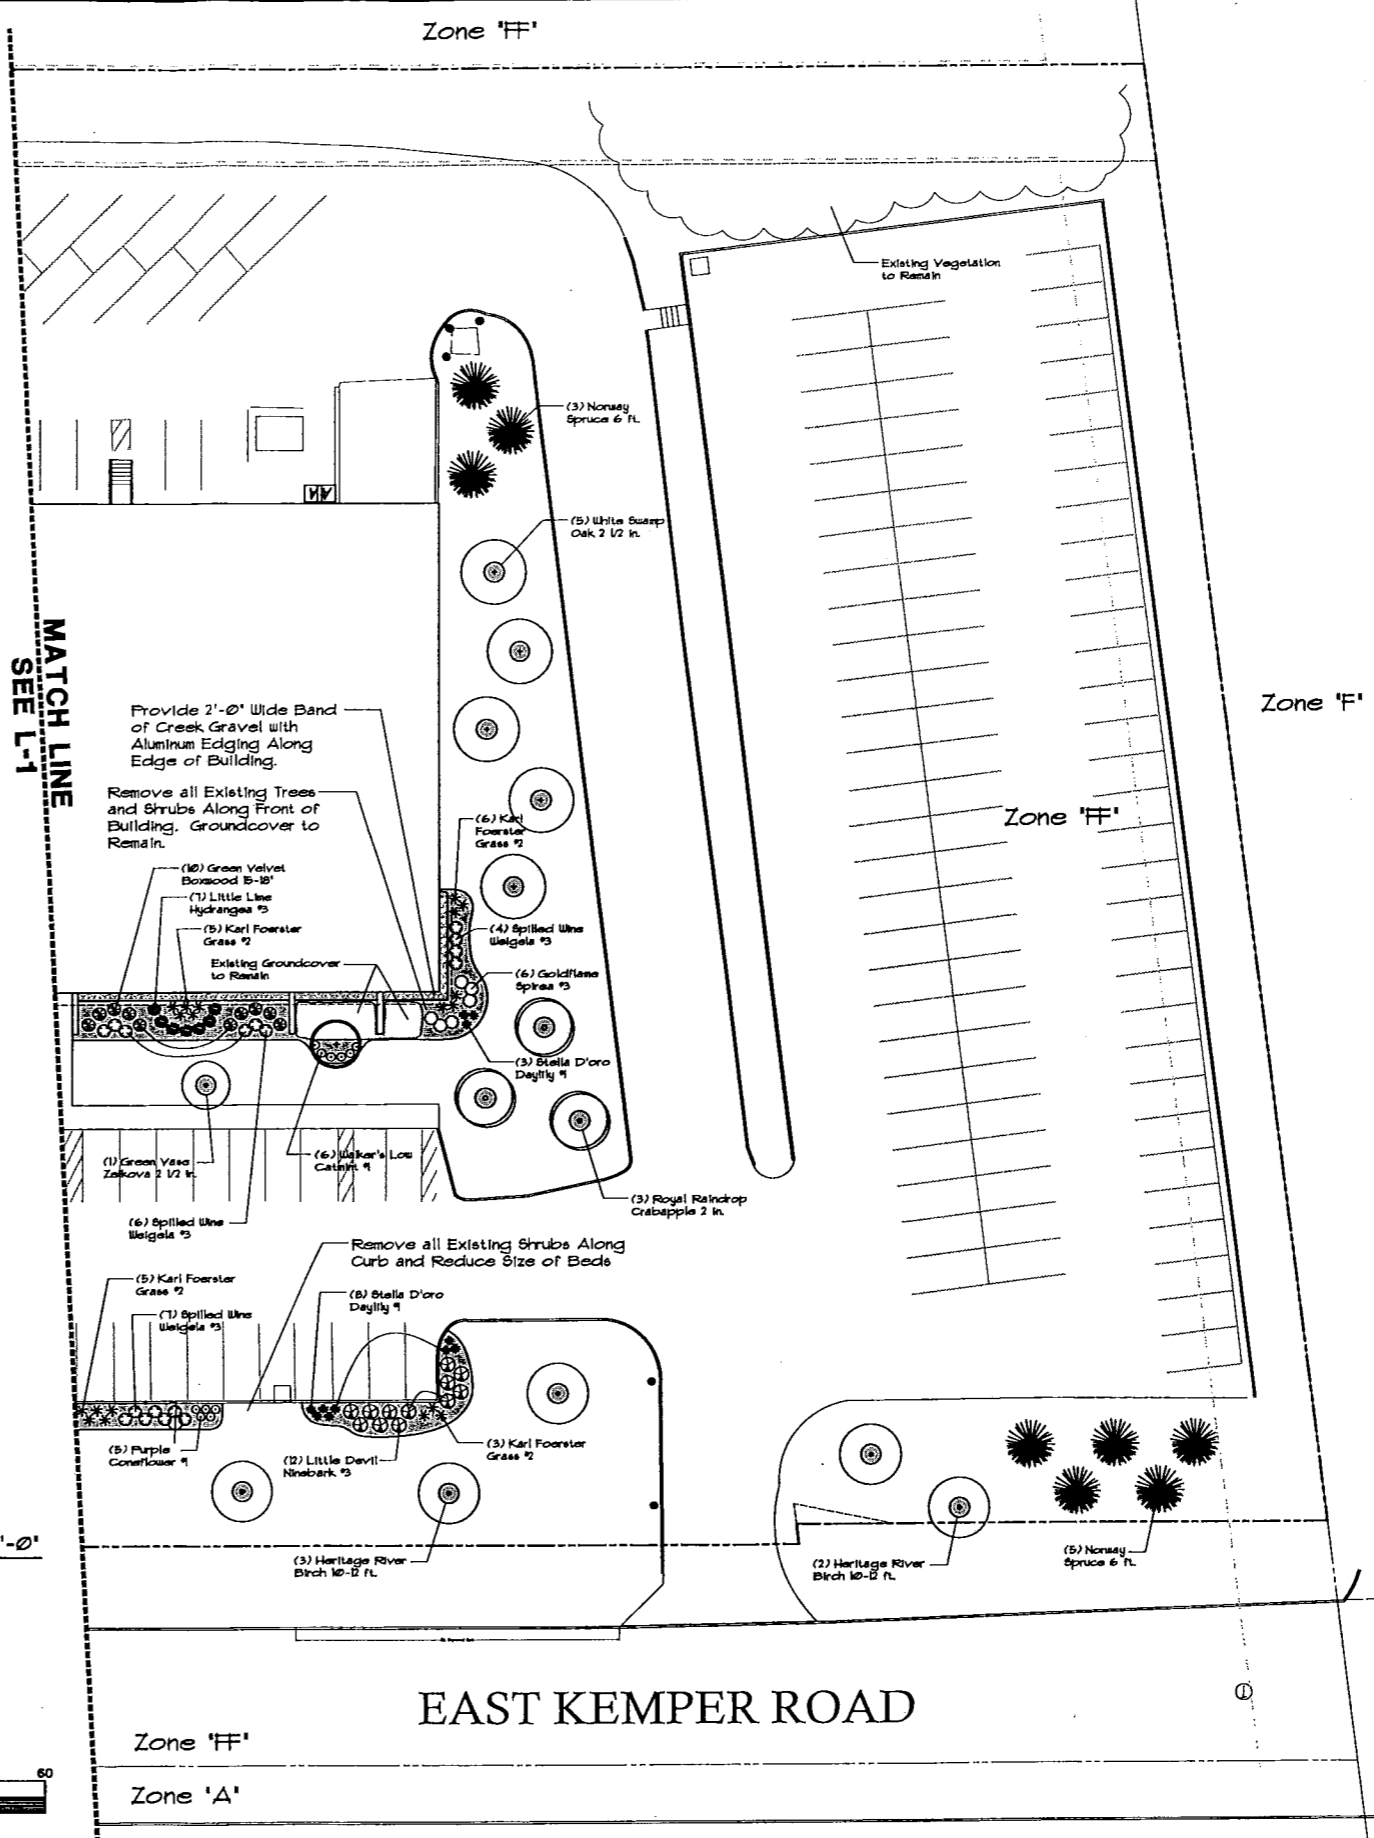 Zone "FF"
Existing Vegetation
to Remain
(3) Norway
Spruce 6 ft.
(5) White Swamp
Oak 2 1/2 in.
MATCH LINE
SEE L-1
Provide 2'-0" Wide Band
of Creek Gravel with
Aluminum Edging Along
Edge of Building.
Zone "F"
Remove all Existing Trees
and Shrubs Along Front of
Building. Groundcover to
Remain.
Zone "FF"
(6) Karl
Foerster
Grass #2
(10) Green Velvet
Boxwood 15-18"
(7) Little Lime
Hydrangea #3
(5) Karl Foerster
Grass #2
Existing Groundcover
to Remain
(4) Spilled Wine
Weigela #3
(6) Goldflame
Spirea #3
(3) Stella D'oro
Daylily #1
(1) Green Vase
Zelkova 2 1/2 in.
(6) Walker's Low
Catmint #1
(3) Royal Raindrop
Crabapple 2 in.
(6) Spilled Wine
Weigela #3
Remove all Existing Shrubs Along
Curb and Reduce Size of Beds
(5) Karl Foerster
Grass #2
(7) Spilled Wine
Weigela #3
(8) Stella D'oro
Daylily #1
(5) Purple
Coneflower #1
(12) Little Devil
Ninebark #3
(3) Karl Foerster
Grass #2
'-0"
(3) Heritage River
Birch 10-12 ft.
(2) Heritage River
Birch 10-12 ft.
(5) Norway
Spruce 6 ft.
EAST KEMPER ROAD
Zone "FF"
60
Zone "A"